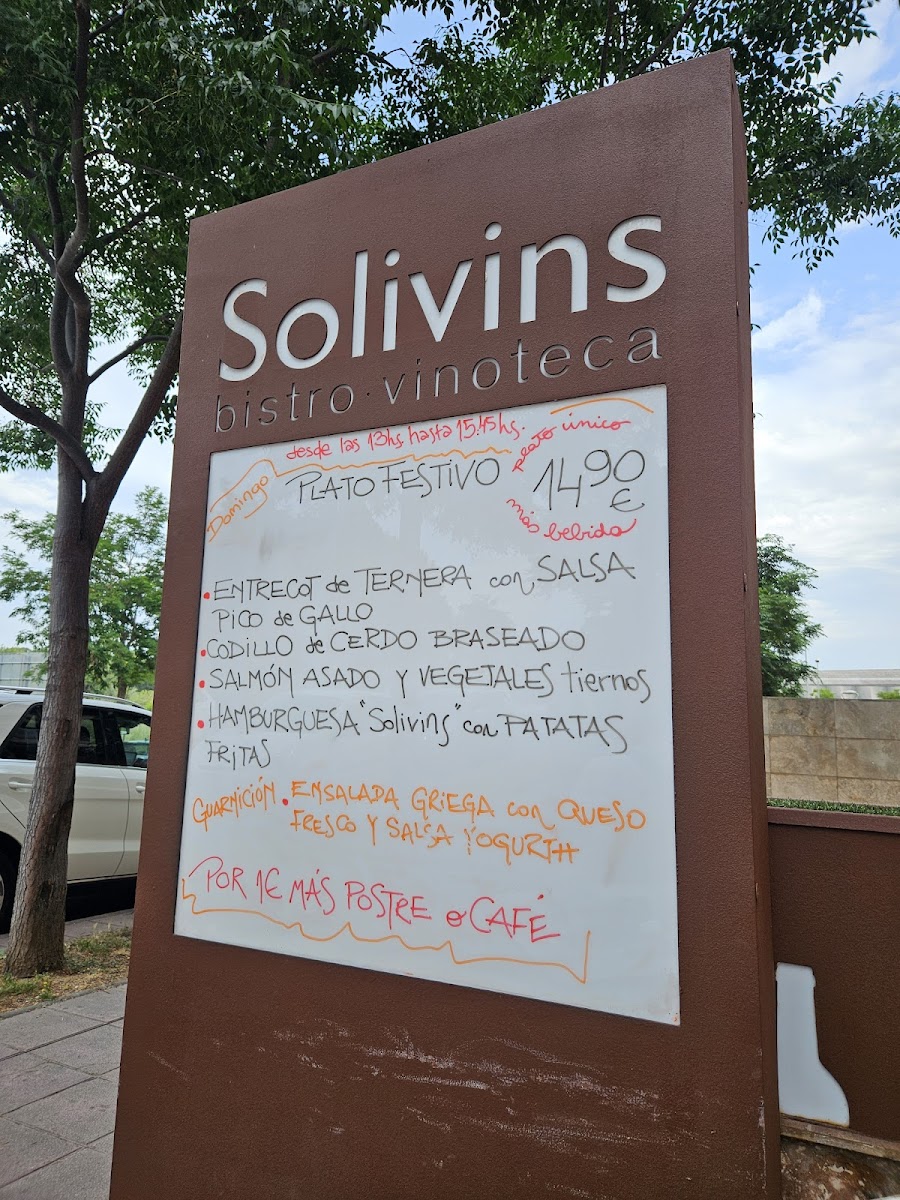 Solivins
bistro·vinoteca
desde las 13hs hasta 15:45hs.
Domingo
PLATO FESTIVO
plato único
14,90
€
más bebida
•ENTRECOT de TERNERA con SALSA
PICO de GALLO
•CODILLO de CERDO BRASEADO
•SALMÓN ASADO Y VEGETALES tiernos
•HAMBURGUESA "Solivins" con PATATAS
FRITAS
GUARNICIÓN • ENSALADA GRIEGA con QUESO
FRESCO Y SALSA YOGURTH
POR 1€ MÁS POSTRE o CAFÉ